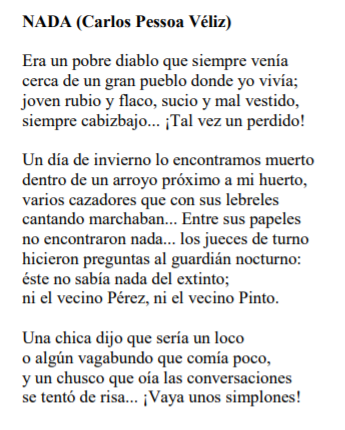 NADA (Carlos Pessoa Véliz)
Era un pobre diablo que siempre venía
cerca de un gran pueblo donde yo vivía;
joven rubio y flaco, sucio y mal vestido,
siempre cabizbajo... ¡Tal vez un perdido!
Un día de invierno lo encontramos muerto
dentro de un arroyo próximo a mi huerto,
varios cazadores que con sus lebreles
cantando marchaban... Entre sus papeles
no encontraron nada... los jueces de turno
hicieron preguntas al guardián nocturno:
éste no sabía nada del extinto;
ni el vecino Pérez, ni el vecino Pinto.
Una chica dijo que sería un loco
o algún vagabundo que comía poco,
y un chusco que oía las conversaciones
se tentó de risa... ¡Vaya unos simplones!